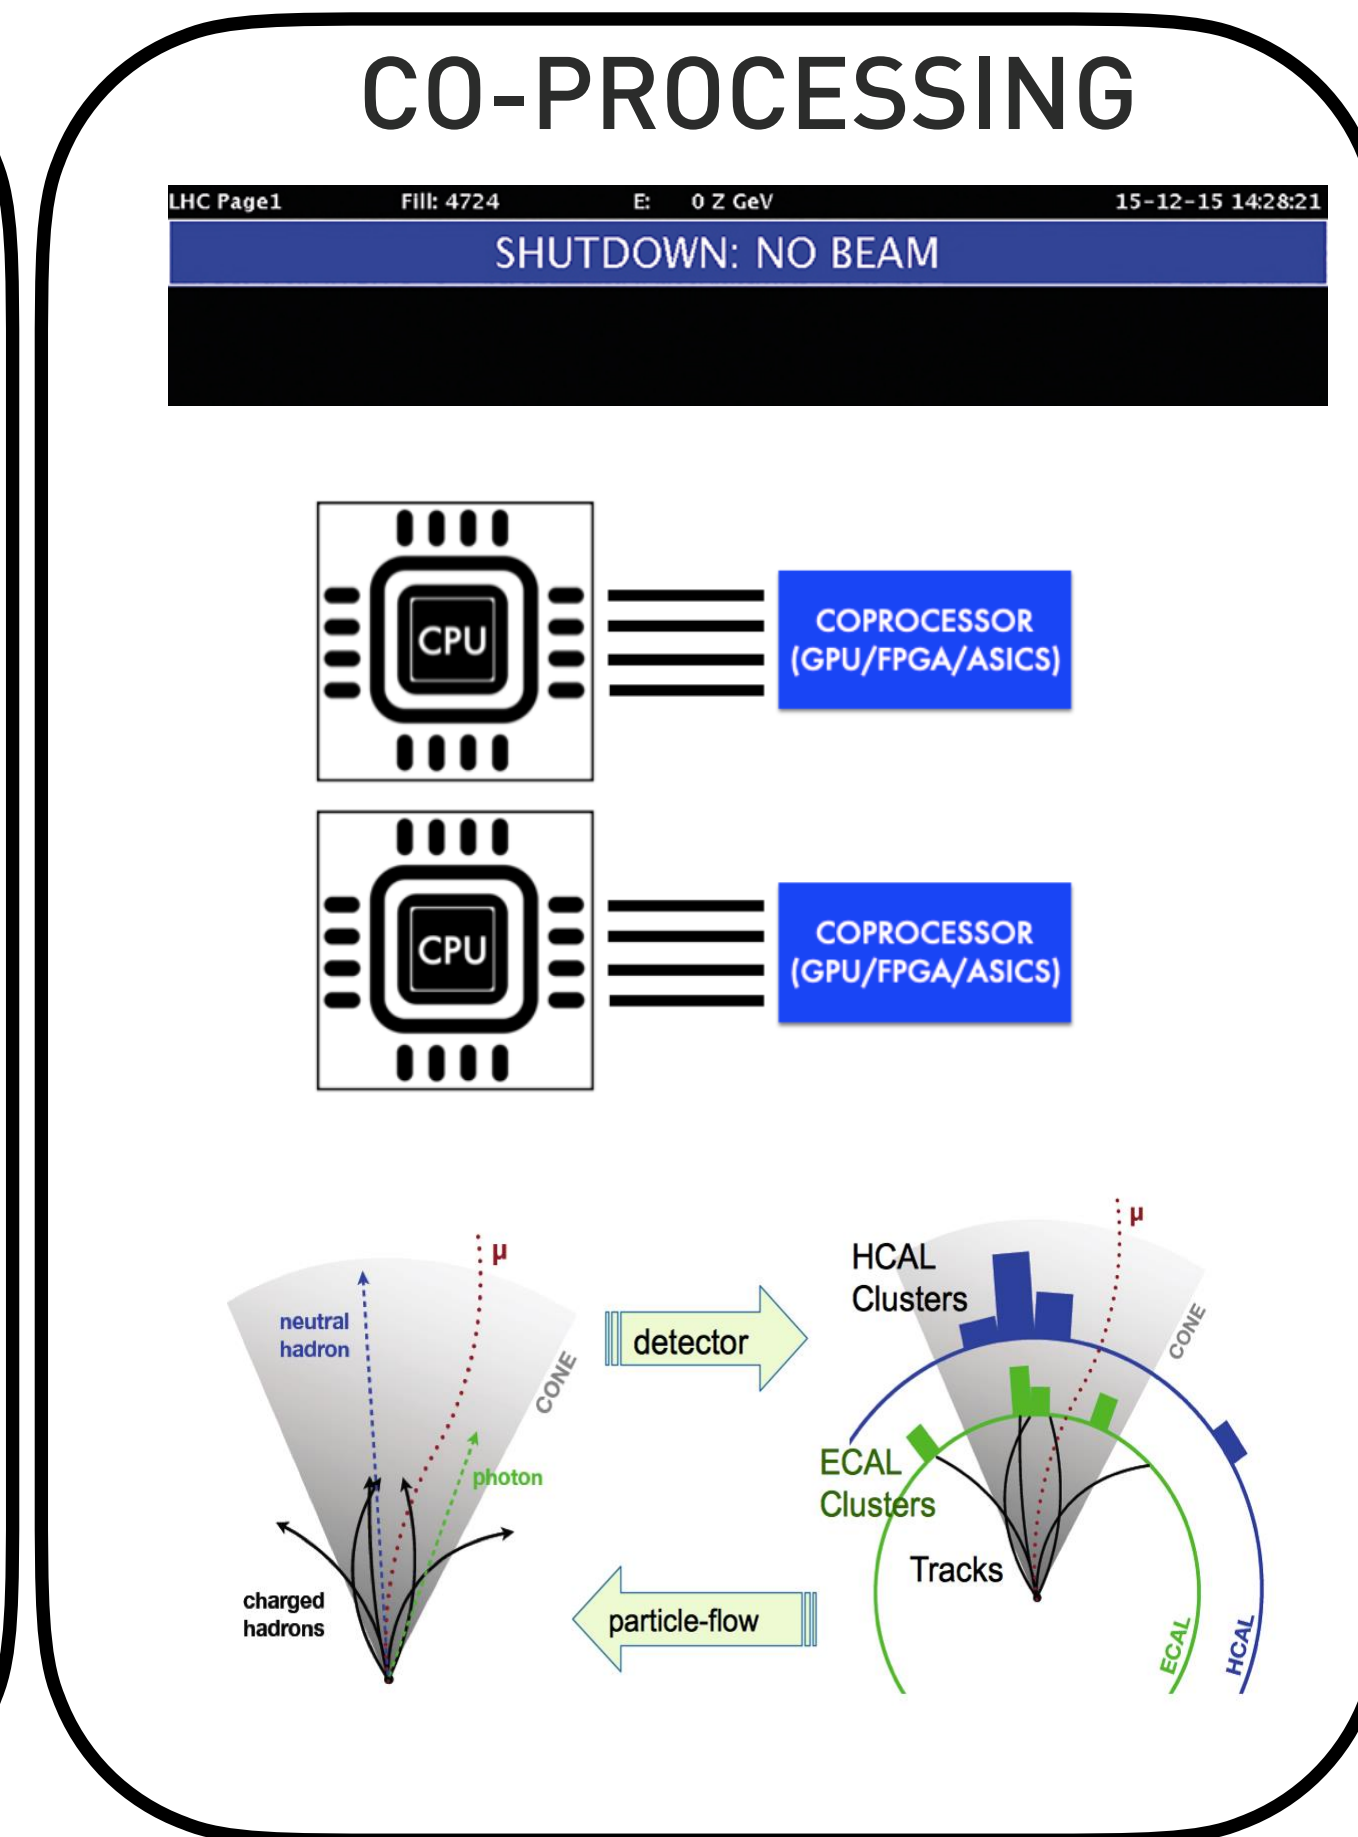 CO-PROCESSING
LHC Page1 Fill: 4724 E: 0 Z GeV 15-12-15 14:28:21
SHUTDOWN: NO BEAM
CPU
COPROCESSOR
(GPU/FPGA/ASICS)
CPU
COPROCESSOR
(GPU/FPGA/ASICS)
μ
neutral
hadron
CONE
photon
charged
hadrons
detector
particle-flow
μ
HCAL
Clusters
CONE
ECAL
Clusters
Tracks
ECAL
HCAL